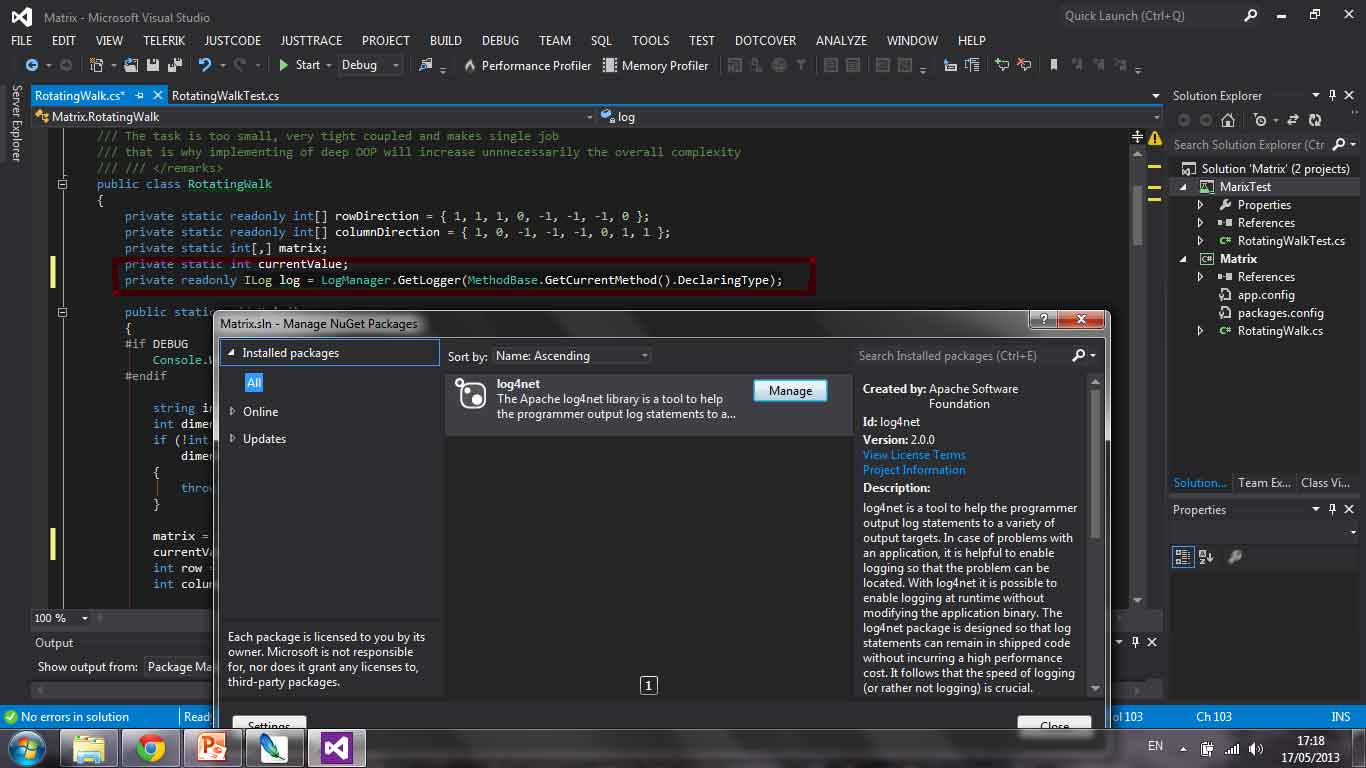 Matrix - Microsoft Visual Studio
Quick Launch (Ctrl+Q)
FILE EDIT VIEW TELERIK JUSTCODE JUSTTRACE PROJECT BUILD DEBUG TEAM SQL TOOLS TEST DOTCOVER ANALYZE WINDOW HELP
Start Debug Performance Profiler Memory Profiler
Server Explorer
RotatingWalk.cs* RotatingWalkTest.cs
Matrix.RotatingWalk log
/// The task is too small, very tight coupled and makes single job
/// that is why implementing of deep OOP will increase unnnecessarily the overall complexity
/// /// </remarks>
public class RotatingWalk
{
private static readonly int[] rowDirection = { 1, 1, 1, 0, -1, -1, -1, 0 };
private static readonly int[] columnDirection = { 1, 0, -1, -1, -1, 0, 1, 1 };
private static int[,] matrix;
private static int currentValue;
private readonly ILog log = LogManager.GetLogger(MethodBase.GetCurrentMethod().DeclaringType);
public stati
{
#if DEBUG
Console.W
#endif
string in
int dimen
if (!int
dimen
{
throw
}
matrix =
currentVa
int row
int colum
100 %
Output
Show output from: Package Ma
No errors in solution Read
Matrix.sln - Manage NuGet Packages
Installed packages
All
Online
Updates
Each package is licensed to you by its
owner. Microsoft is not responsible
for, nor does it grant any licenses to,
third-party packages.
Settings
Sort by: Name: Ascending
Search Installed packages (Ctrl+E)
log4net
The Apache log4net library is a tool to help
the programmer output log statements to a...
Manage
1
Created by: Apache Software
Foundation
Id: log4net
Version: 2.0.0
View License Terms
Project Information
Description:
log4net is a tool to help the programmer
output log statements to a variety of
output targets. In case of problems with
an application, it is helpful to enable
logging so that the problem can be
located. With log4net it is possible to
enable logging at runtime without
modifying the application binary. The
log4net package is designed so that log
statements can remain in shipped code
without incurring a high performance
cost. It follows that the speed of logging
(or rather not logging) is crucial.
Close
Solution Explorer
Search Solution Explorer (Ctr
Solution 'Matrix' (2 projects)
MarixTest
Properties
References
C# RotatingWalkTest.cs
C# Matrix
References
app.config
packages.config
C# RotatingWalk.cs
Solution... Team Ex... Class Vi...
Properties
ol 103 Ch 103 INS
EN
17:18
17/05/2013